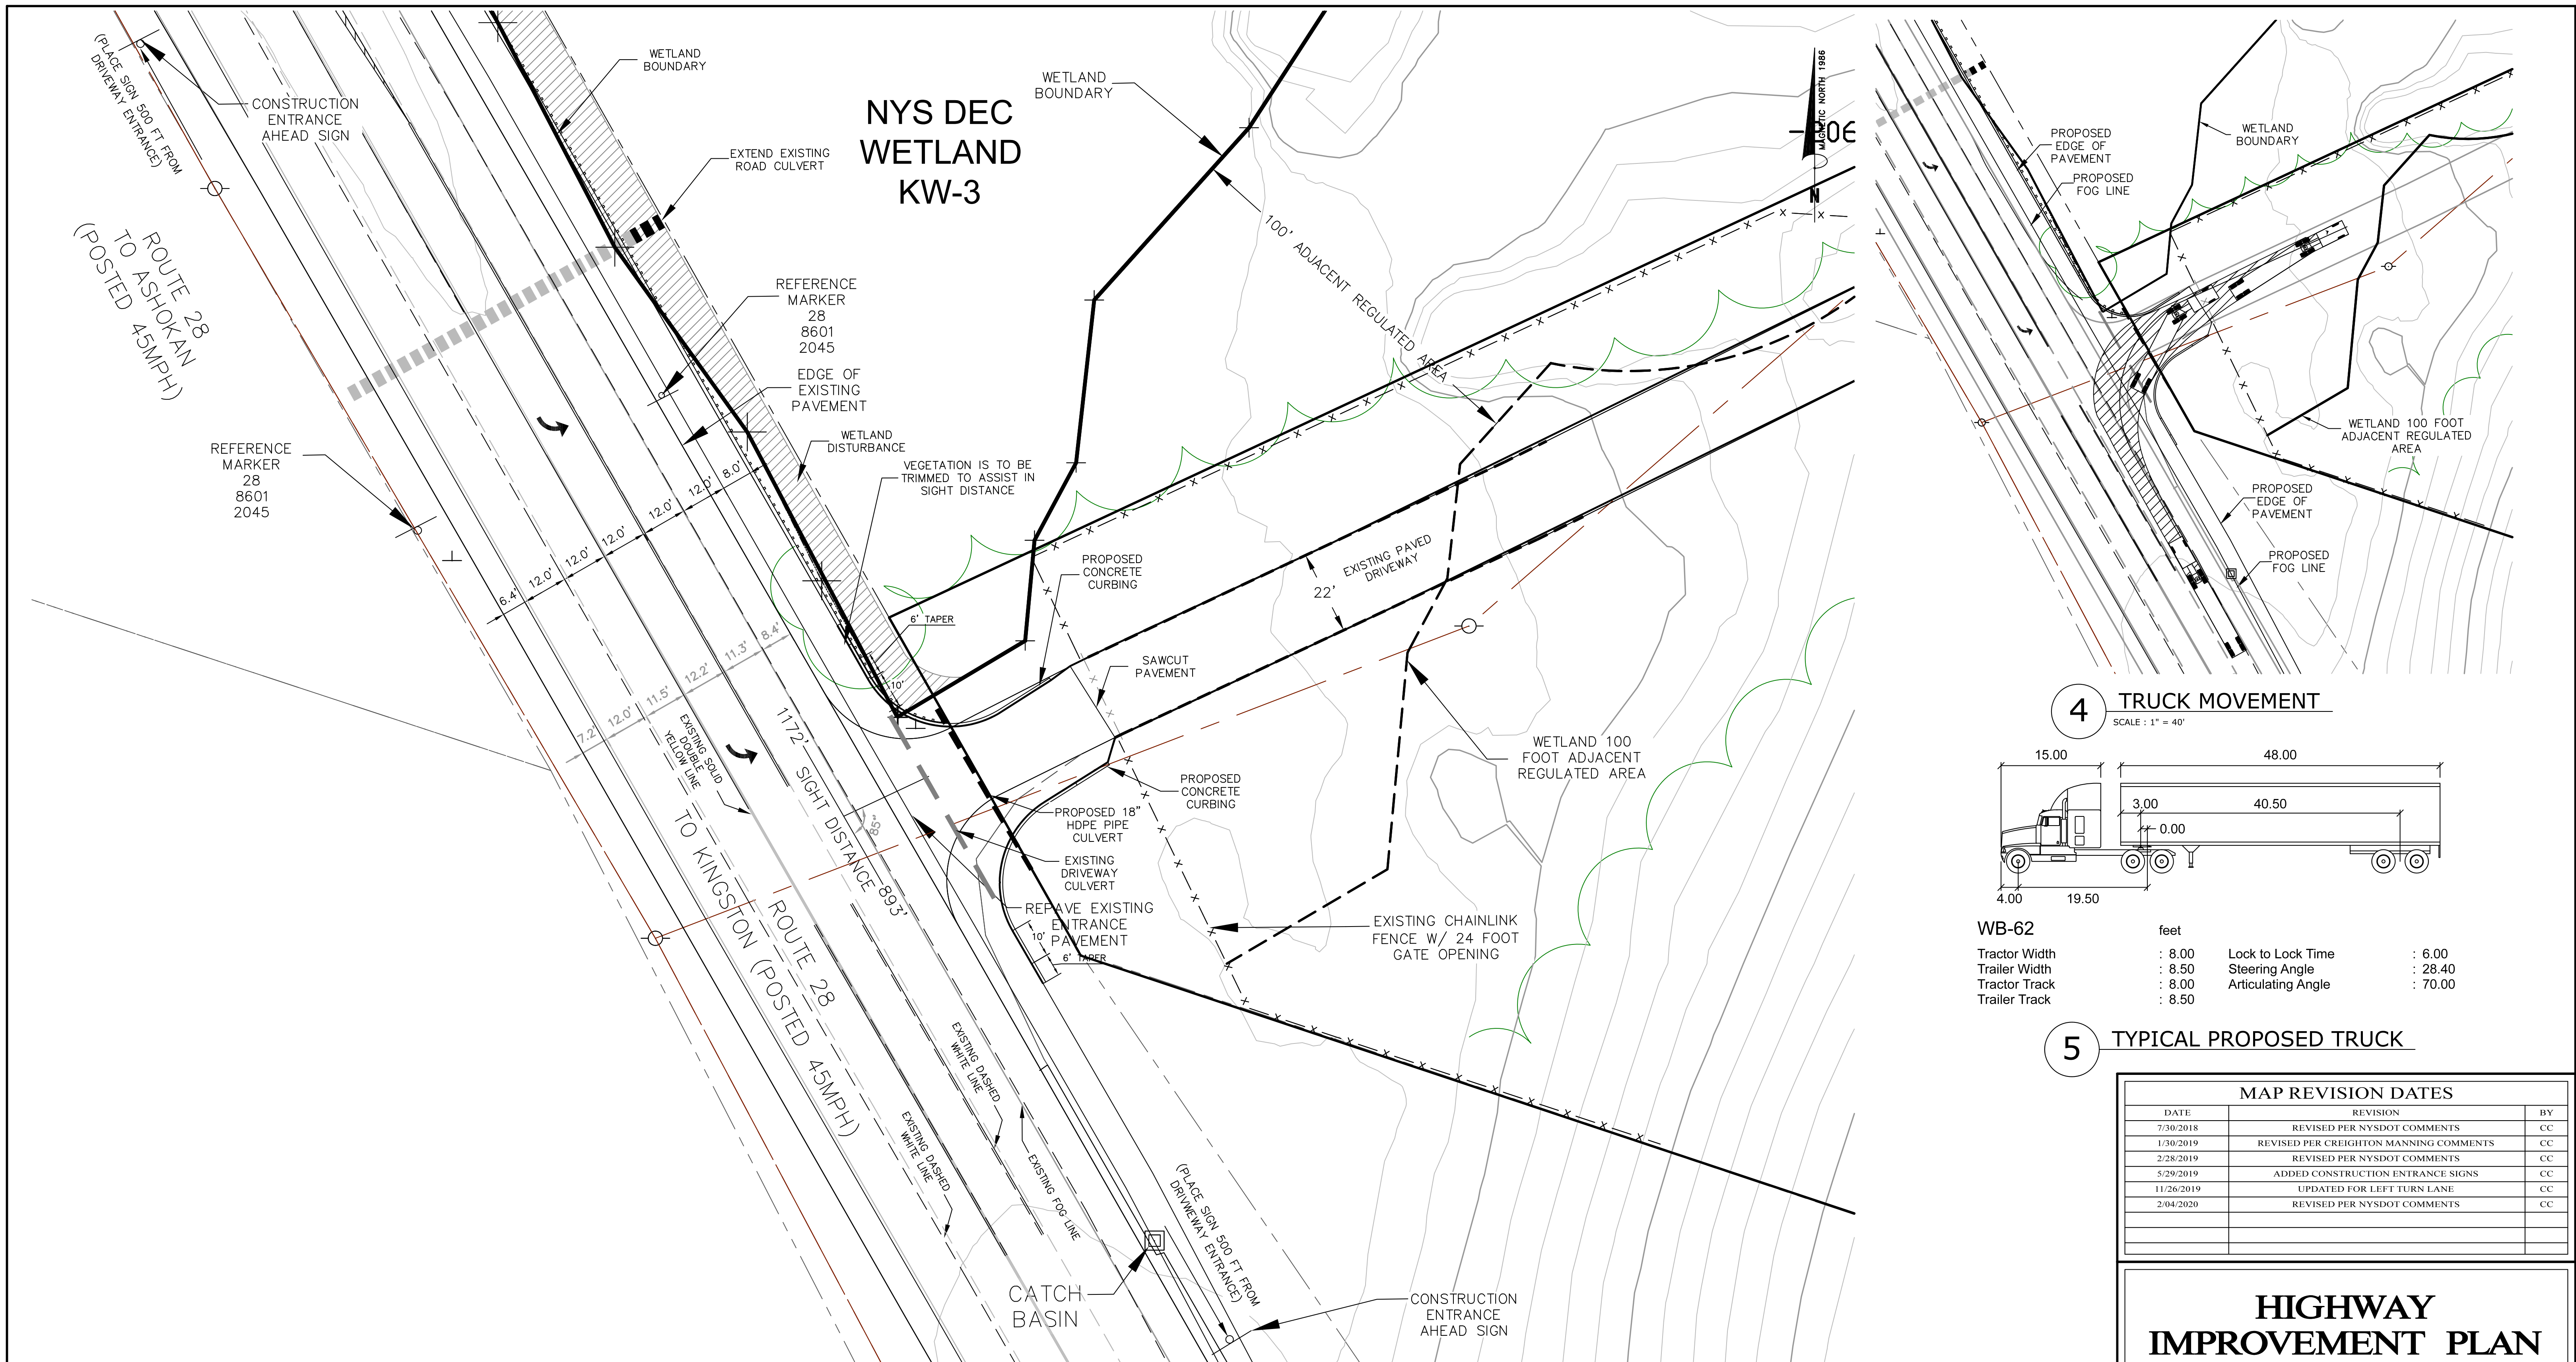 (PLACE SIGN 500 FT FROM
DRIVEWAY ENTRANCE)
CONSTRUCTION
ENTRANCE
AHEAD SIGN
WETLAND
BOUNDARY
NYS DEC
WETLAND
KW-3
WETLAND
BOUNDARY
EXTEND EXISTING
ROAD CULVERT
MAGNETIC NORTH 1986
N
ROUTE 28
TO ASHOKAN
(POSTED 45MPH)
REFERENCE
MARKER
28
8601
2045
REFERENCE
MARKER
28
8601
2045
EDGE OF
EXISTING
PAVEMENT
WETLAND
DISTURBANCE
VEGETATION IS TO BE
TRIMMED TO ASSIST IN
SIGHT DISTANCE
100' ADJACENT REGULATED AREA
6.4'
12.0'
12.0'
12.0'
12.0'
12.0'
8.0'
7.2'
12.0'
11.5'
12.2'
11.3'
8.4'
PROPOSED
CONCRETE
CURBING
EXISTING PAVED
DRIVEWAY
22'
6' TAPER
10'
SAWCUT
PAVEMENT
EXISTING SOLID
DOUBLE
YELLOW LINE
1172' SIGHT DISTANCE 893'
85"
WETLAND 100
FOOT ADJACENT
REGULATED AREA
PROPOSED
CONCRETE
CURBING
PROPOSED 18"
HDPE PIPE
CULVERT
EXISTING
DRIVEWAY
CULVERT
REPAVE EXISTING
ENTRANCE
PAVEMENT
10'
6' TAPER
EXISTING CHAINLINK
FENCE W/ 24 FOOT
GATE OPENING
ROUTE 28
TO KINGSTON (POSTED 45MPH)
EXISTING DASHED
WHITE LINE
EXISTING DASHED
WHITE LINE
EXISTING FOG LINE
(PLACE SIGN 500 FT FROM
DRIVWEWAY ENTRANCE)
CATCH
BASIN
CONSTRUCTION
ENTRANCE
AHEAD SIGN
PROPOSED
EDGE OF
PAVEMENT
PROPOSED
FOG LINE
WETLAND
BOUNDARY
WETLAND 100 FOOT
ADJACENT REGULATED
AREA
PROPOSED
EDGE OF
PAVEMENT
PROPOSED
FOG LINE
4 TRUCK MOVEMENT
SCALE : 1" = 40'
15.00
48.00
3.00
40.50
0.00
4.00
19.50
WB-62 feet
Tractor Width : 8.00 Lock to Lock Time : 6.00
Trailer Width : 8.50 Steering Angle : 28.40
Tractor Track : 8.00 Articulating Angle : 70.00
Trailer Track : 8.50
5 TYPICAL PROPOSED TRUCK
MAP REVISION DATES
DATE REVISION BY
7/30/2018 REVISED PER NYSDOT COMMENTS CC
1/30/2019 REVISED PER CREIGHTON MANNING COMMENTS CC
2/28/2019 REVISED PER NYSDOT COMMENTS CC
5/29/2019 ADDED CONSTRUCTION ENTRANCE SIGNS CC
11/26/2019 UPDATED FOR LEFT TURN LANE CC
2/04/2020 REVISED PER NYSDOT COMMENTS CC
HIGHWAY
IMPROVEMENT PLAN